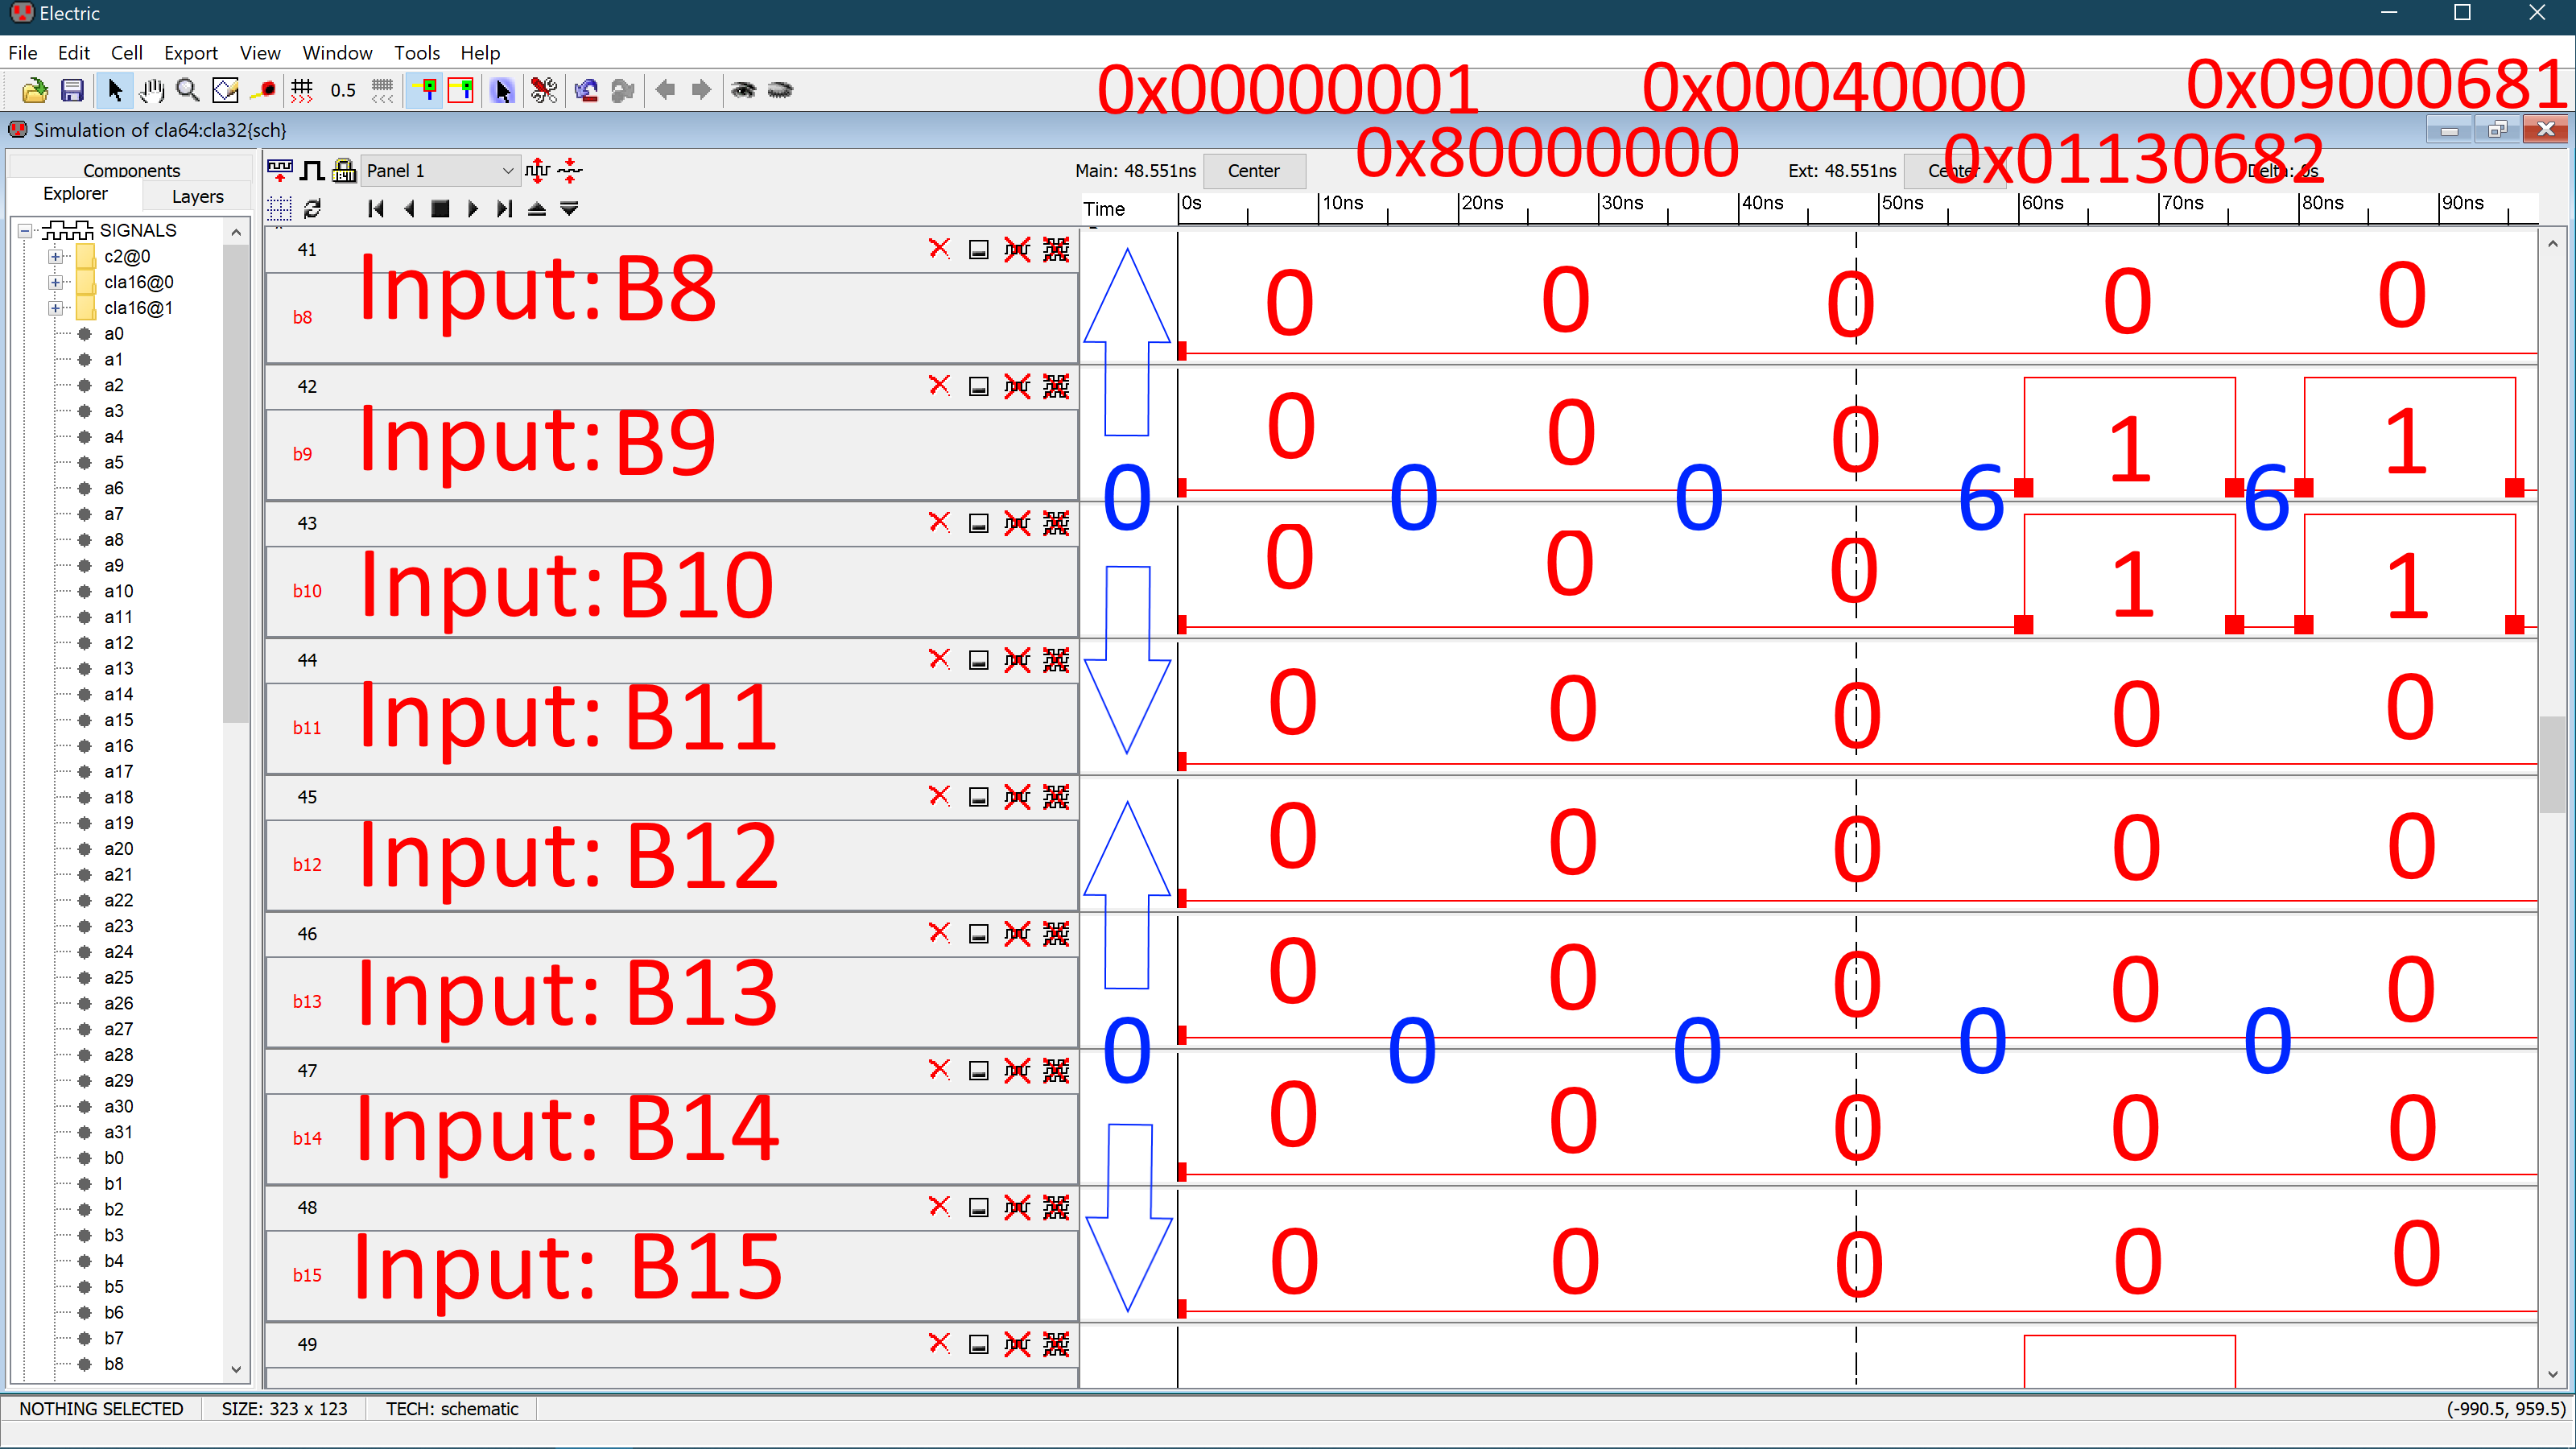 Electric
File Edit Cell Export View Window Tools Help
0.5
0x00000001 0x00040000 0x09000681
Simulation of cla64:cla32{sch}
0x80000000 0x01130682
Components
Explorer Layers
Panel 1
Main: 48.551ns Center Ext: 48.551ns Center Delta: 0s
Time 0s 10ns 20ns 30ns 40ns 50ns 60ns 70ns 80ns 90ns
SIGNALS
c2@0
cla16@0
cla16@1
a0
a1
a2
a3
a4
a5
a6
a7
a8
a9
a10
a11
a12
a13
a14
a15
a16
a17
a18
a19
a20
a21
a22
a23
a24
a25
a26
a27
a28
a29
a30
a31
b0
b1
b2
b3
b4
b5
b6
b7
b8
41
b8 Input: B8 0 0 0 0 0
42
b9 Input: B9 0 0 0 1 1
0 0 0 6 6
43
b10 Input: B10 0 0 0 1 1
44
b11 Input: B11 0 0 0 0 0
45
b12 Input: B12 0 0 0 0 0
46
b13 Input: B13 0 0 0 0 0
0 0 0 0 0
47
b14 Input: B14 0 0 0 0 0
48
b15 Input: B15 0 0 0 0 0
49
NOTHING SELECTED SIZE: 323 x 123 TECH: schematic (-990.5, 959.5)